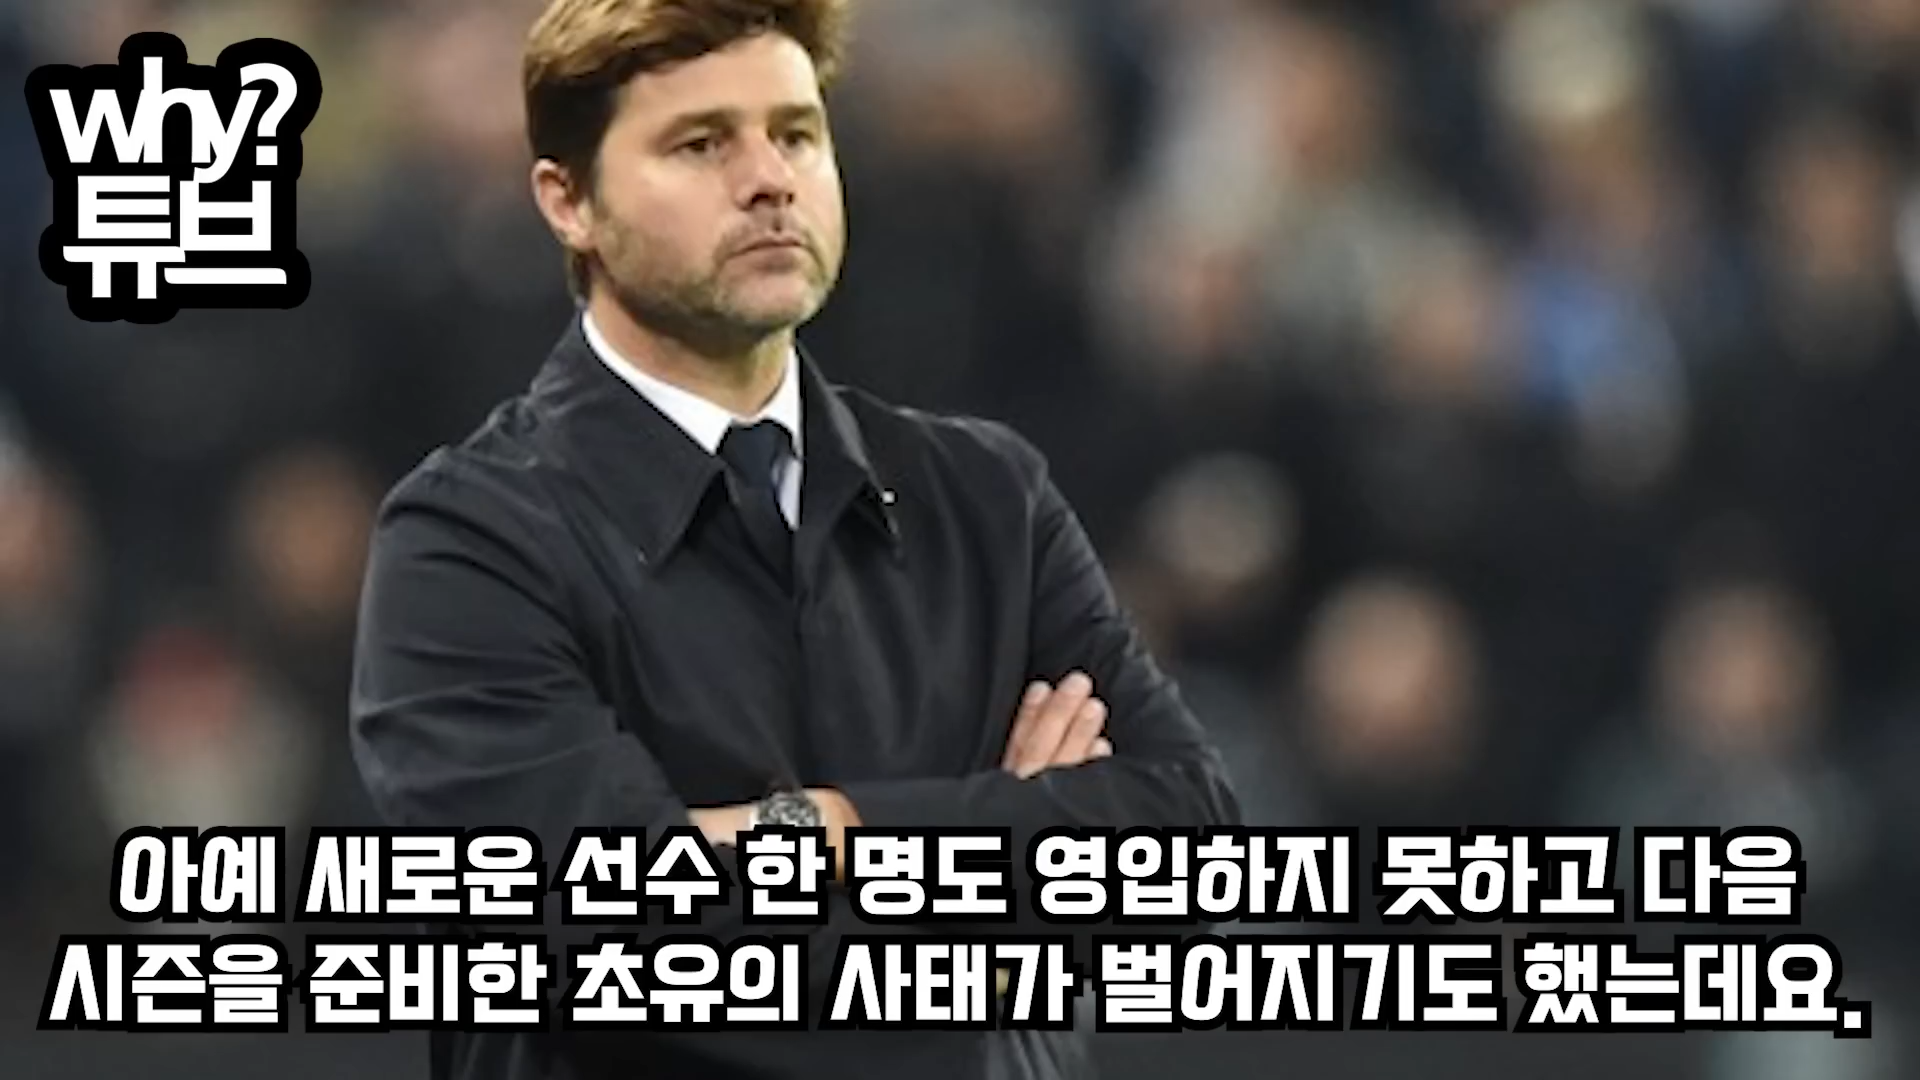 why?
튜브
아예 새로운 선수 한 명도 영입하지 못하고 다음
시즌을 준비한 초유의 사태가 벌어지기도 했는데요.